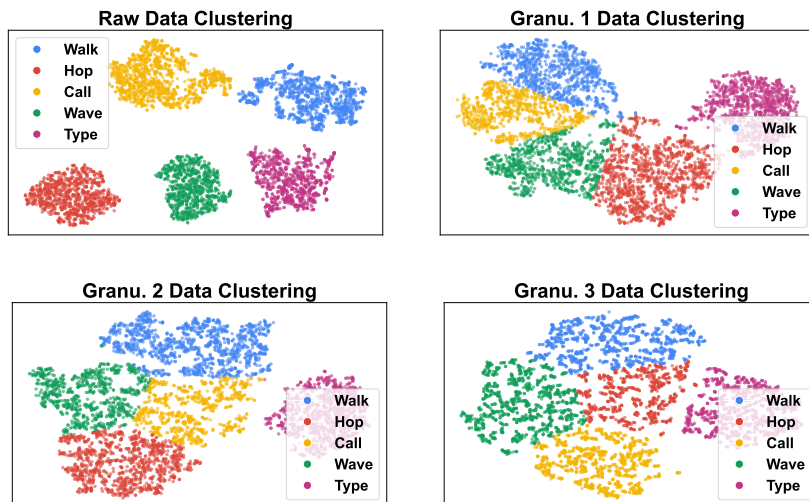 Raw Data Clustering
Walk
Hop
Call
Wave
Type
Granu. 1 Data Clustering
Walk
Hop
Call
Wave
Type
Granu. 2 Data Clustering
Walk
Hop
Call
Wave
Type
Granu. 3 Data Clustering
Walk
Hop
Call
Wave
Type